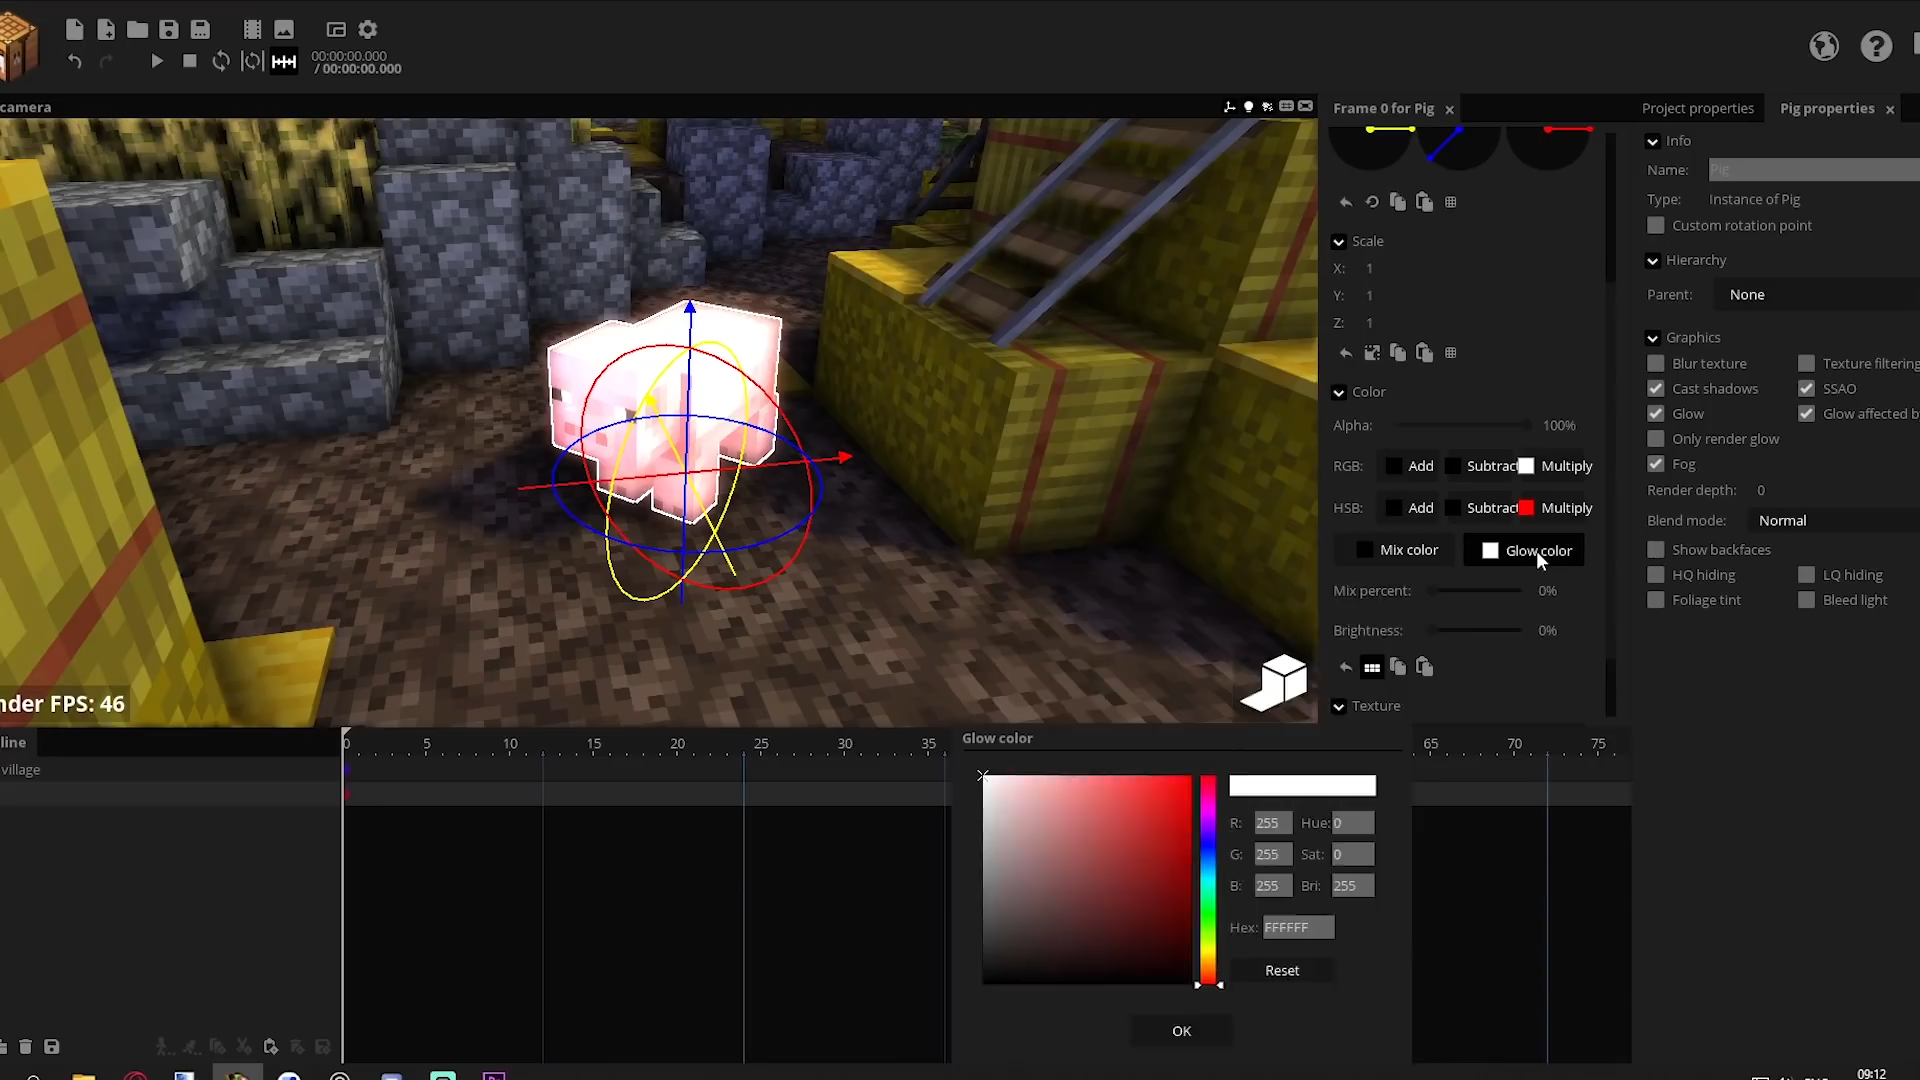 00:00:00.000
/ 00:00:00.000
camera
Frame 0 for Pig
Project properties
Pig properties
Info
Name: Pig
Type: Instance of Pig
Custom rotation point
Hierarchy
Parent: None
Graphics
Blur texture
Texture filtering
Cast shadows
SSAO
Glow
Glow affected b
Only render glow
Fog
Render depth: 0
Blend mode: Normal
Show backfaces
HQ hiding
LQ hiding
Foliage tint
Bleed light
Scale
X: 1
Y: 1
Z: 1
Color
Alpha: 100%
RGB: Add Subtract Multiply
HSB: Add Subtract Multiply
Mix color Glow color
Mix percent: 0%
Brightness: 0%
Texture
nder FPS: 46
line
0 5 10 15 20 25 30 35 65 70 75
village
Glow color
R: 255 Hue: 0
G: 255 Sat: 0
B: 255 Bri: 255
Hex: FFFFFF
Reset
OK
09:12